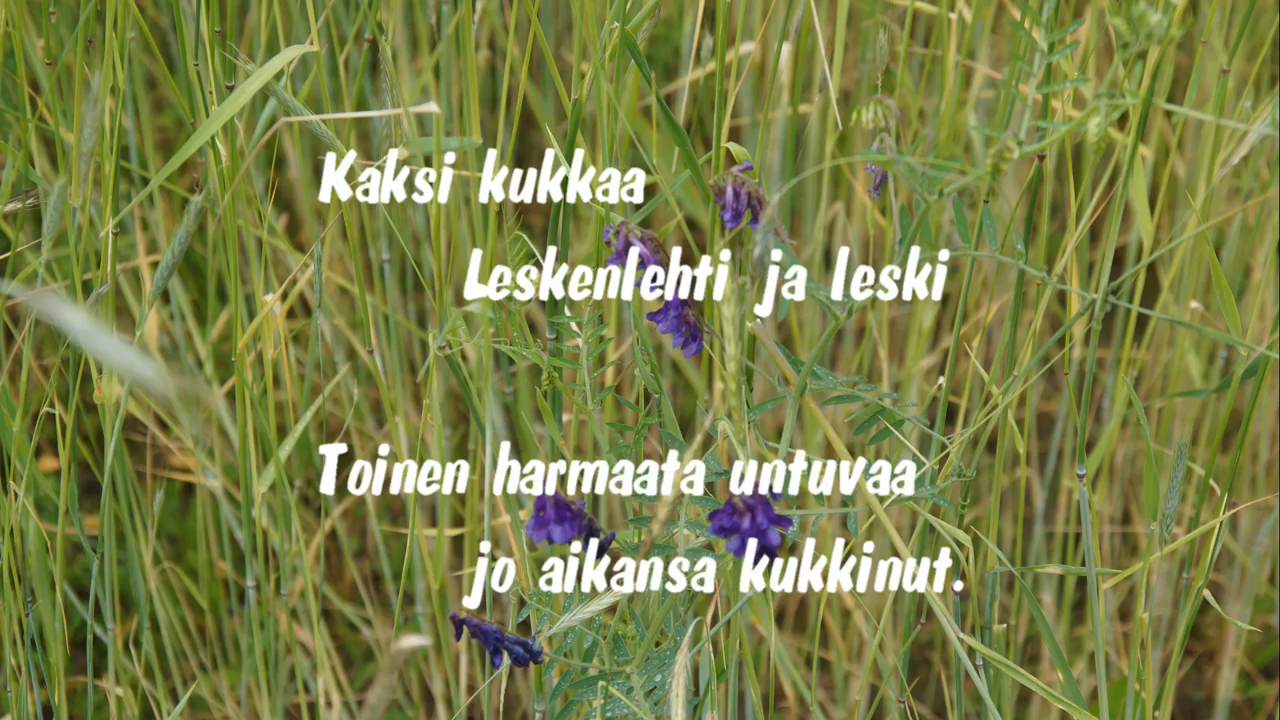 Kaksi kukkaa
Leskenlehti ja leski
Toinen harmaata untuvaa
jo aikansa kukkinut.